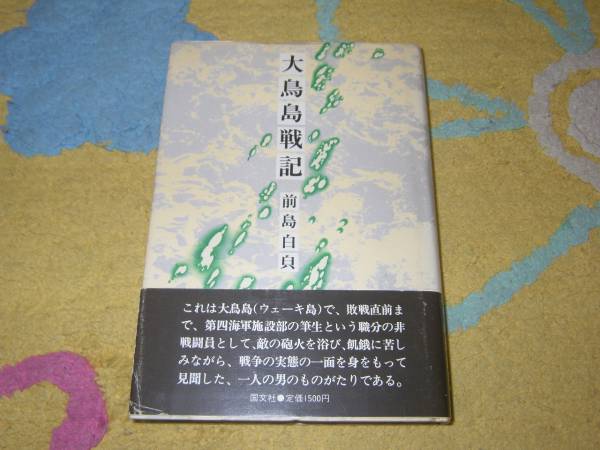 大鳥島戦記
前島白貞
これは大鳥島(ウェーキ島)で、敗戦直前ま
で、第四海軍施設部の筆生という職分の非
戦闘員として、敵の砲火を浴び、飢餓に苦し
みながら、戦争の実態の一面を身をもって
見聞した、一人の男のものがたりである。
国文社●定価1500円